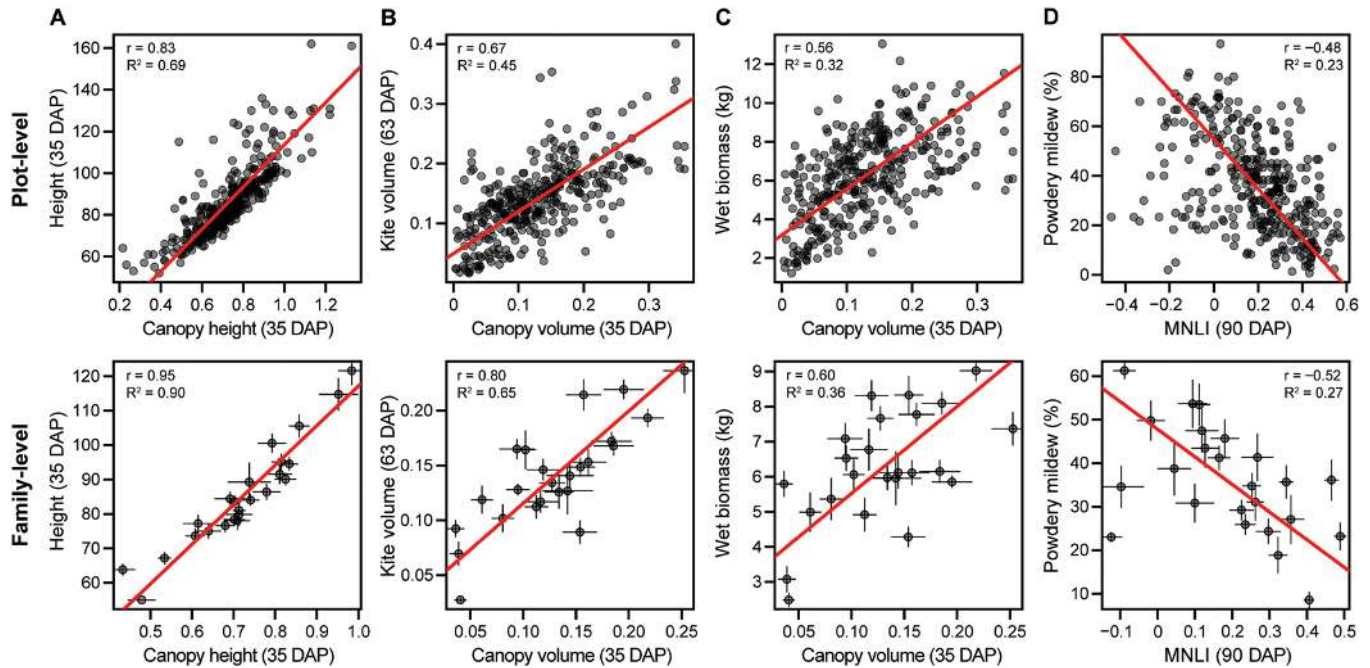 A
B
C
D
Plot-level
Height (35 DAP)
160
140
120
100
80
60
r = 0.83
R² = 0.69
0.2
0.4
0.6
0.8
1.0
1.2
Canopy height (35 DAP)
Kite volume (63 DAP)
0.4
0.3
0.2
0.1
r = 0.67
R² = 0.45
0
0.1
0.2
0.3
Canopy volume (35 DAP)
Wet biomass (kg)
12
10
8
6
4
2
r = 0.56
R² = 0.32
0
0.1
0.2
0.3
Canopy volume (35 DAP)
Powdery mildew (%)
80
60
40
20
0
r = −0.48
R² = 0.23
−0.4
−0.2
0
0.2
0.4
0.6
MNLI (90 DAP)
Family-level
Height (35 DAP)
120
110
100
90
80
70
60
r = 0.95
R² = 0.90
0.5
0.6
0.7
0.8
0.9
1.0
Canopy height (35 DAP)
Kite volume (63 DAP)
0.20
0.15
0.10
0.05
r = 0.80
R² = 0.65
0.05
0.10
0.15
0.20
0.25
Canopy volume (35 DAP)
Wet biomass (kg)
9
8
7
6
5
4
3
r = 0.60
R² = 0.36
0.05
0.10
0.15
0.20
0.25
Canopy volume (35 DAP)
Powdery mildew (%)
60
50
40
30
20
10
r = −0.52
R² = 0.27
−0.1
0
0.1
0.2
0.3
0.4
0.5
MNLI (90 DAP)